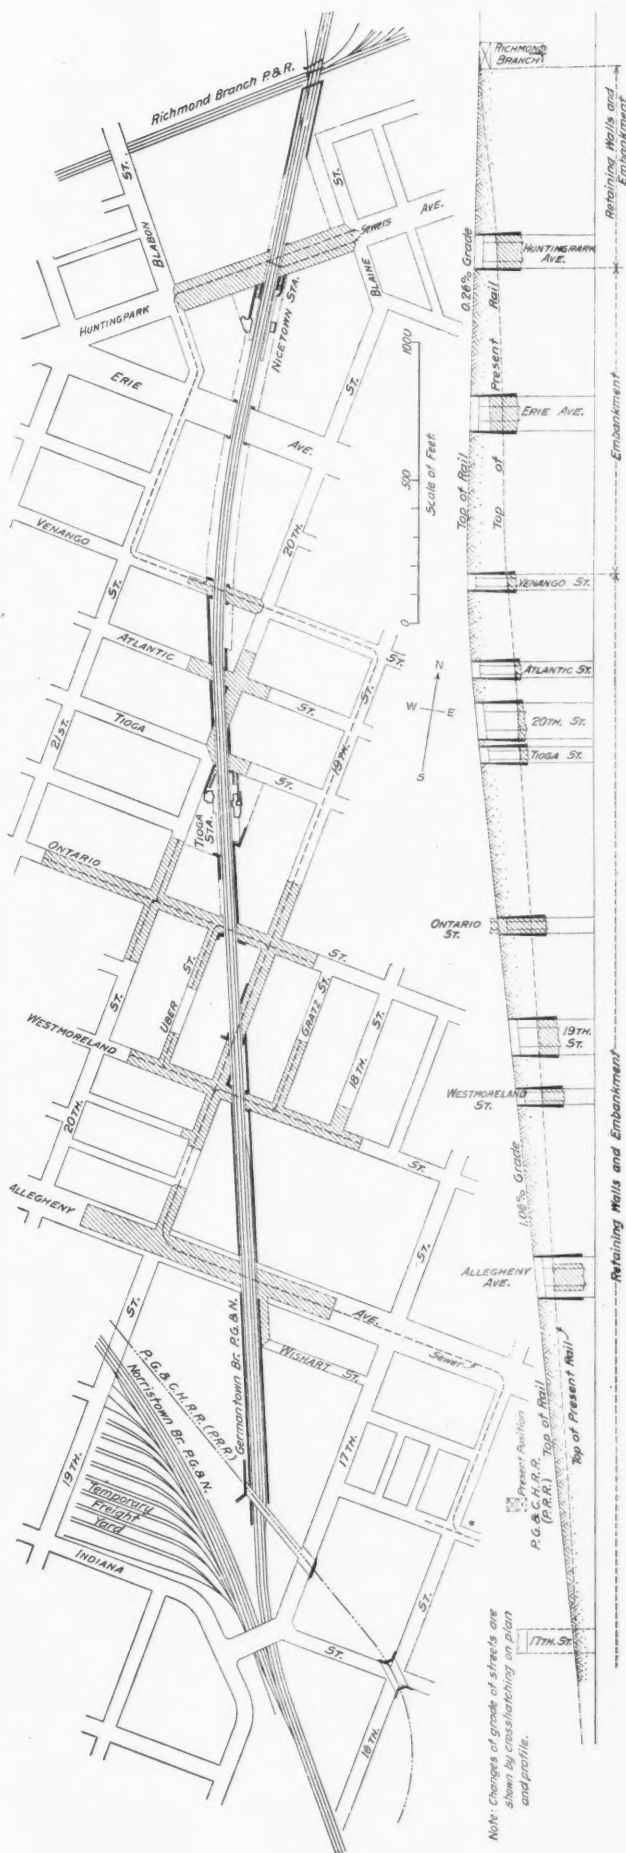 Richmond Branch P.& R.
ST.
BLABON
HUNTINGPARK
Sewers
AVE.
ST.
BLAINE
NICETOWN STA.
ERIE
AVE.
ST.
VENANGO
ST.
20TH.
ATLANTIC
ST.
ST.
19TH.
TIOGA
ST.
21ST.
TIOGA
STA.
ST.
ONTARIO
ST.
UBER
ST.
ST.
GRATZ ST.
18TH.
ST.
WESTMORELAND
20TH.
ST.
ALLEGHENY
ST.
AVE.
Sewer
WISHART ST.
Germantown Br. P.G.& N.
P.G.& C.H.R.R.(P.R.R.)
Norristown Br. P.G.& N.
19TH.
Temporary
Freight
Yard
INDIANA
17TH.
ST.
ST.
16TH.
1000
500
0
Scale of Feet
N
W
E
S
RICHMOND
BRANCH
Retaining Walls and
Embankment
0.26% Grade
HUNTINGPARK
AVE.
Top of Present Rail
ERIE AVE.
Top of Rail
Embankment
VENANGO ST.
ATLANTIC ST.
20TH. ST.
TIOGA ST.
ONTARIO
ST.
19TH.
ST.
WESTMORELAND
ST.
1.06% Grade
Retaining Walls and Embankment
ALLEGHENY
AVE.
Present Position
P.G.& C.H.R.R.
(P.R.R.)
Top of Rail
Top of Present Rail
17TH. ST.
Note: Changes of grade of streets are
shown by crosshatching on plan
and profile.